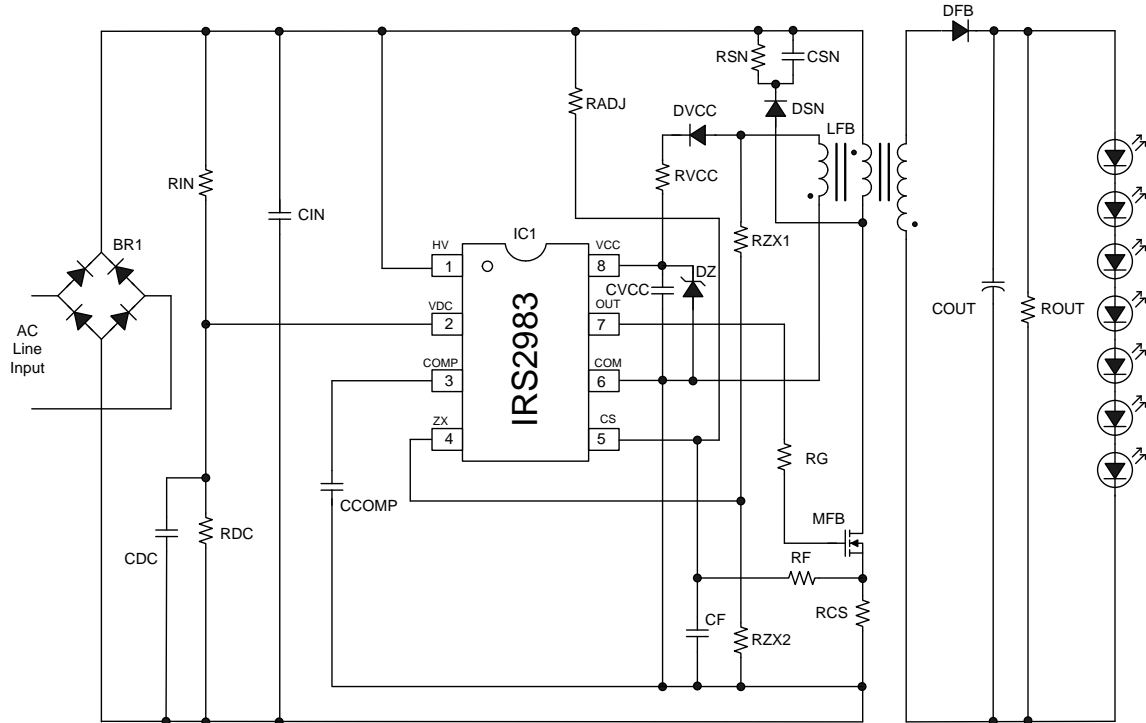 DFB
RSN
CSN
RADJ
DVCC
DSN
LFB
RIN
RVCC
CIN
BR1
IC1
RZX1
HV
VCC
1
8
DZ
CVCC
VDC
OUT
2
7
COUT
ROUT
AC
Line
Input
COMP
COM
3
6
IRS2983
ZX
CS
4
5
RG
CCOMP
MFB
RDC
CDC
RF
RCS
CF
RZX2